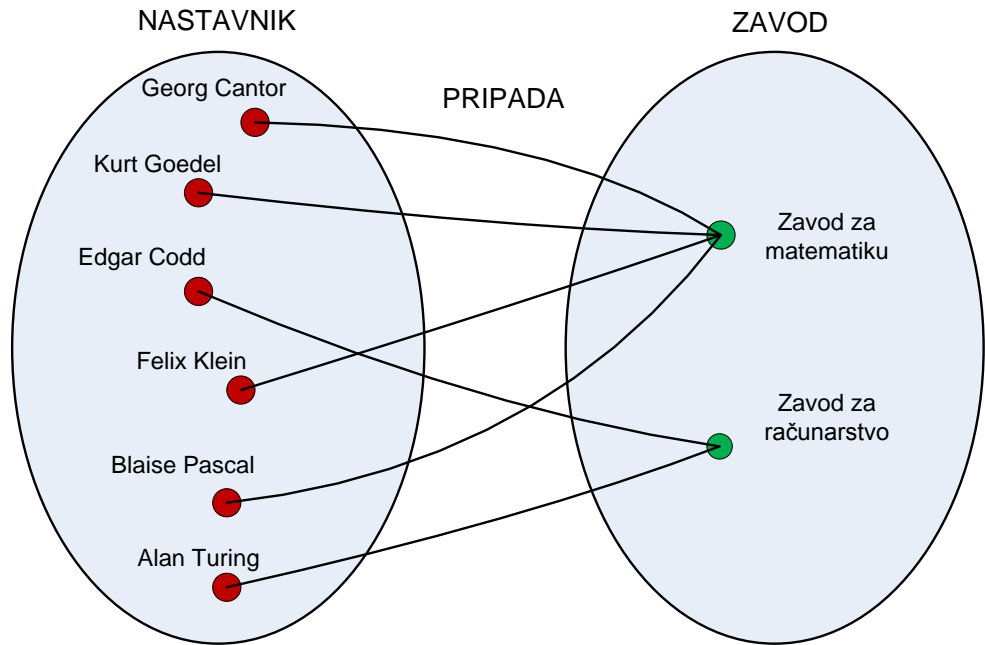 NASTAVNIK
ZAVOD
PRIPADA
Georg Cantor
Kurt Goedel
Edgar Codd
Felix Klein
Blaise Pascal
Alan Turing
Zavod za
matematiku
Zavod za
računarstvo